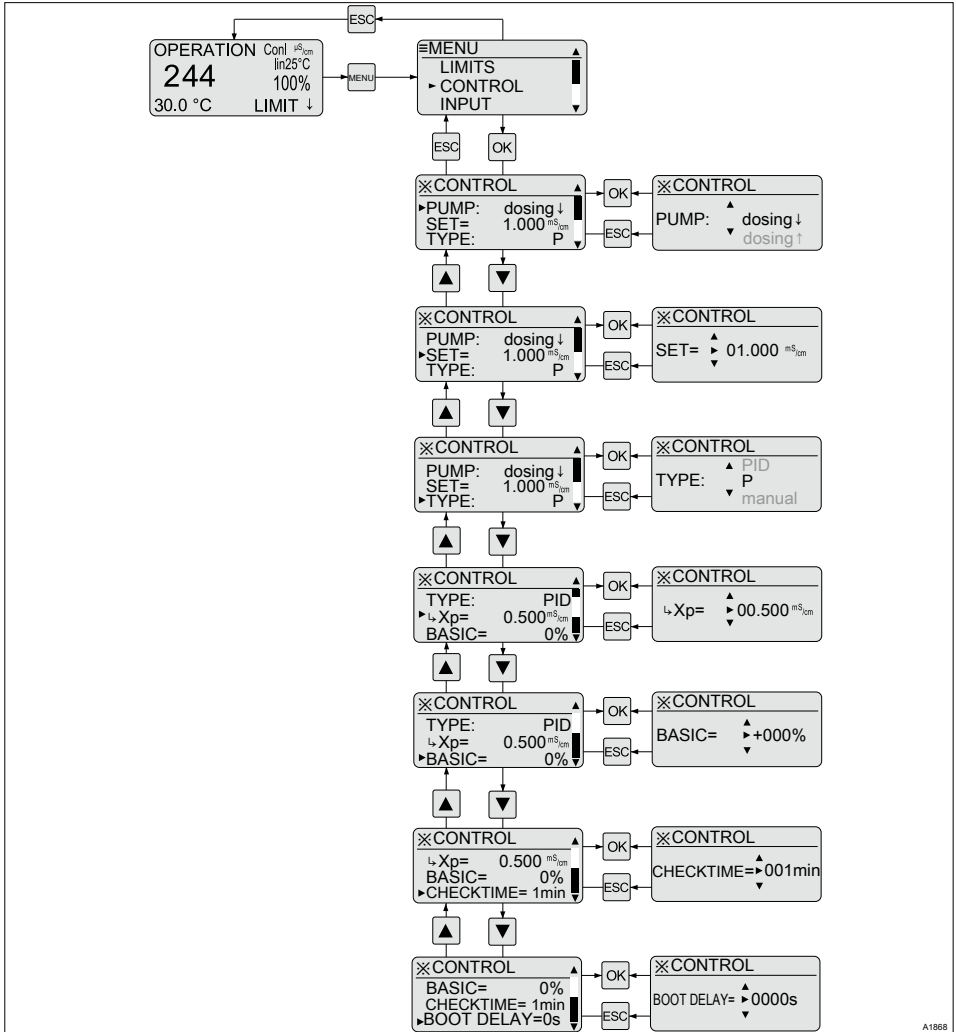 ESC
OPERATION Conl µS/cm
lin25°C
244 100%
30.0 °C LIMIT ↓
MENU
≡MENU ▲
LIMITS
► CONTROL
INPUT ▼
ESC OK
※CONTROL ▲
►PUMP: dosing↓
SET= 1.000 mS/cm
TYPE: P ▼
OK
ESC
※CONTROL
▲
PUMP: ▼ dosing↓
dosing↑
▲ ▼
※CONTROL ▲
PUMP: dosing↓
►SET= 1.000 mS/cm
TYPE: P ▼
OK
ESC
※CONTROL
▲
SET= ► 01.000 mS/cm
▼
▲ ▼
※CONTROL ▲
PUMP: dosing↓
SET= 1.000 mS/cm
►TYPE: P ▼
OK
ESC
※CONTROL
▲ PID
TYPE: P
▼ manual
▲ ▼
※CONTROL ▲
TYPE: PID
►↳Xp= 0.500 mS/cm
BASIC= 0% ▼
OK
ESC
※CONTROL
▲
↳Xp= ►00.500 mS/cm
▼
▲ ▼
※CONTROL ▲
TYPE: PID
↳Xp= 0.500 mS/cm
►BASIC= 0% ▼
OK
ESC
※CONTROL
▲
BASIC= ►+000%
▼
▲ ▼
※CONTROL ▲
↳Xp= 0.500 mS/cm
BASIC= 0%
►CHECKTIME= 1min ▼
OK
ESC
※CONTROL
▲
CHECKTIME=►001min
▼
▲ ▼
※CONTROL ▲
BASIC= 0%
CHECKTIME= 1min
►BOOT DELAY=0s ▼
OK
ESC
※CONTROL
▲
BOOT DELAY= ►0000s
▼
A1868